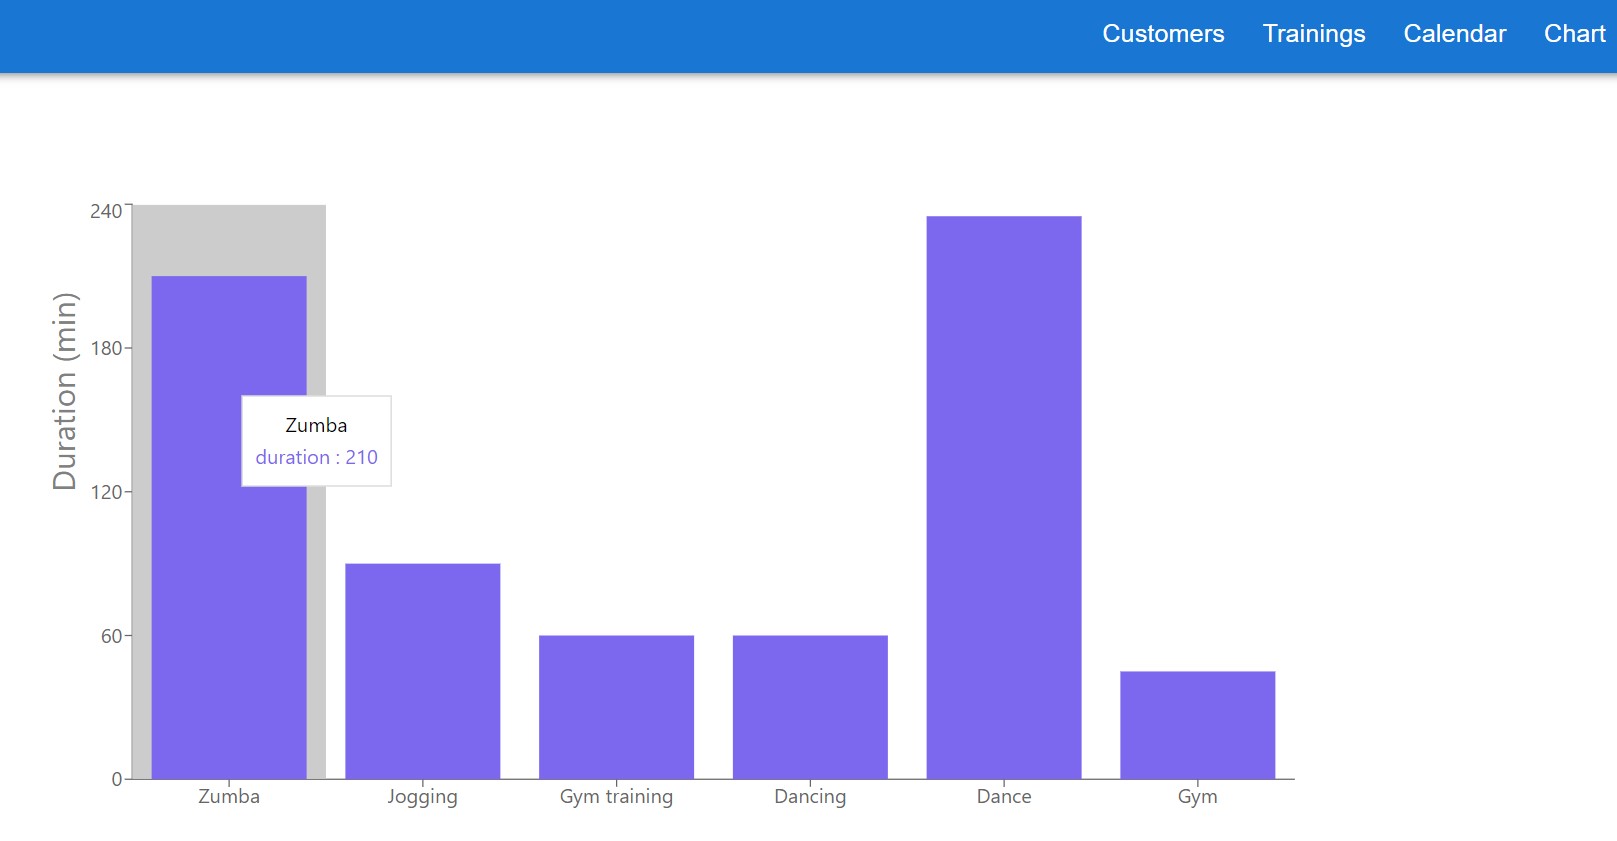 Customers Trainings Calendar Chart
240
180
120
60
0
Duration (min)
Zumba
duration : 210
Zumba Jogging Gym training Dancing Dance Gym